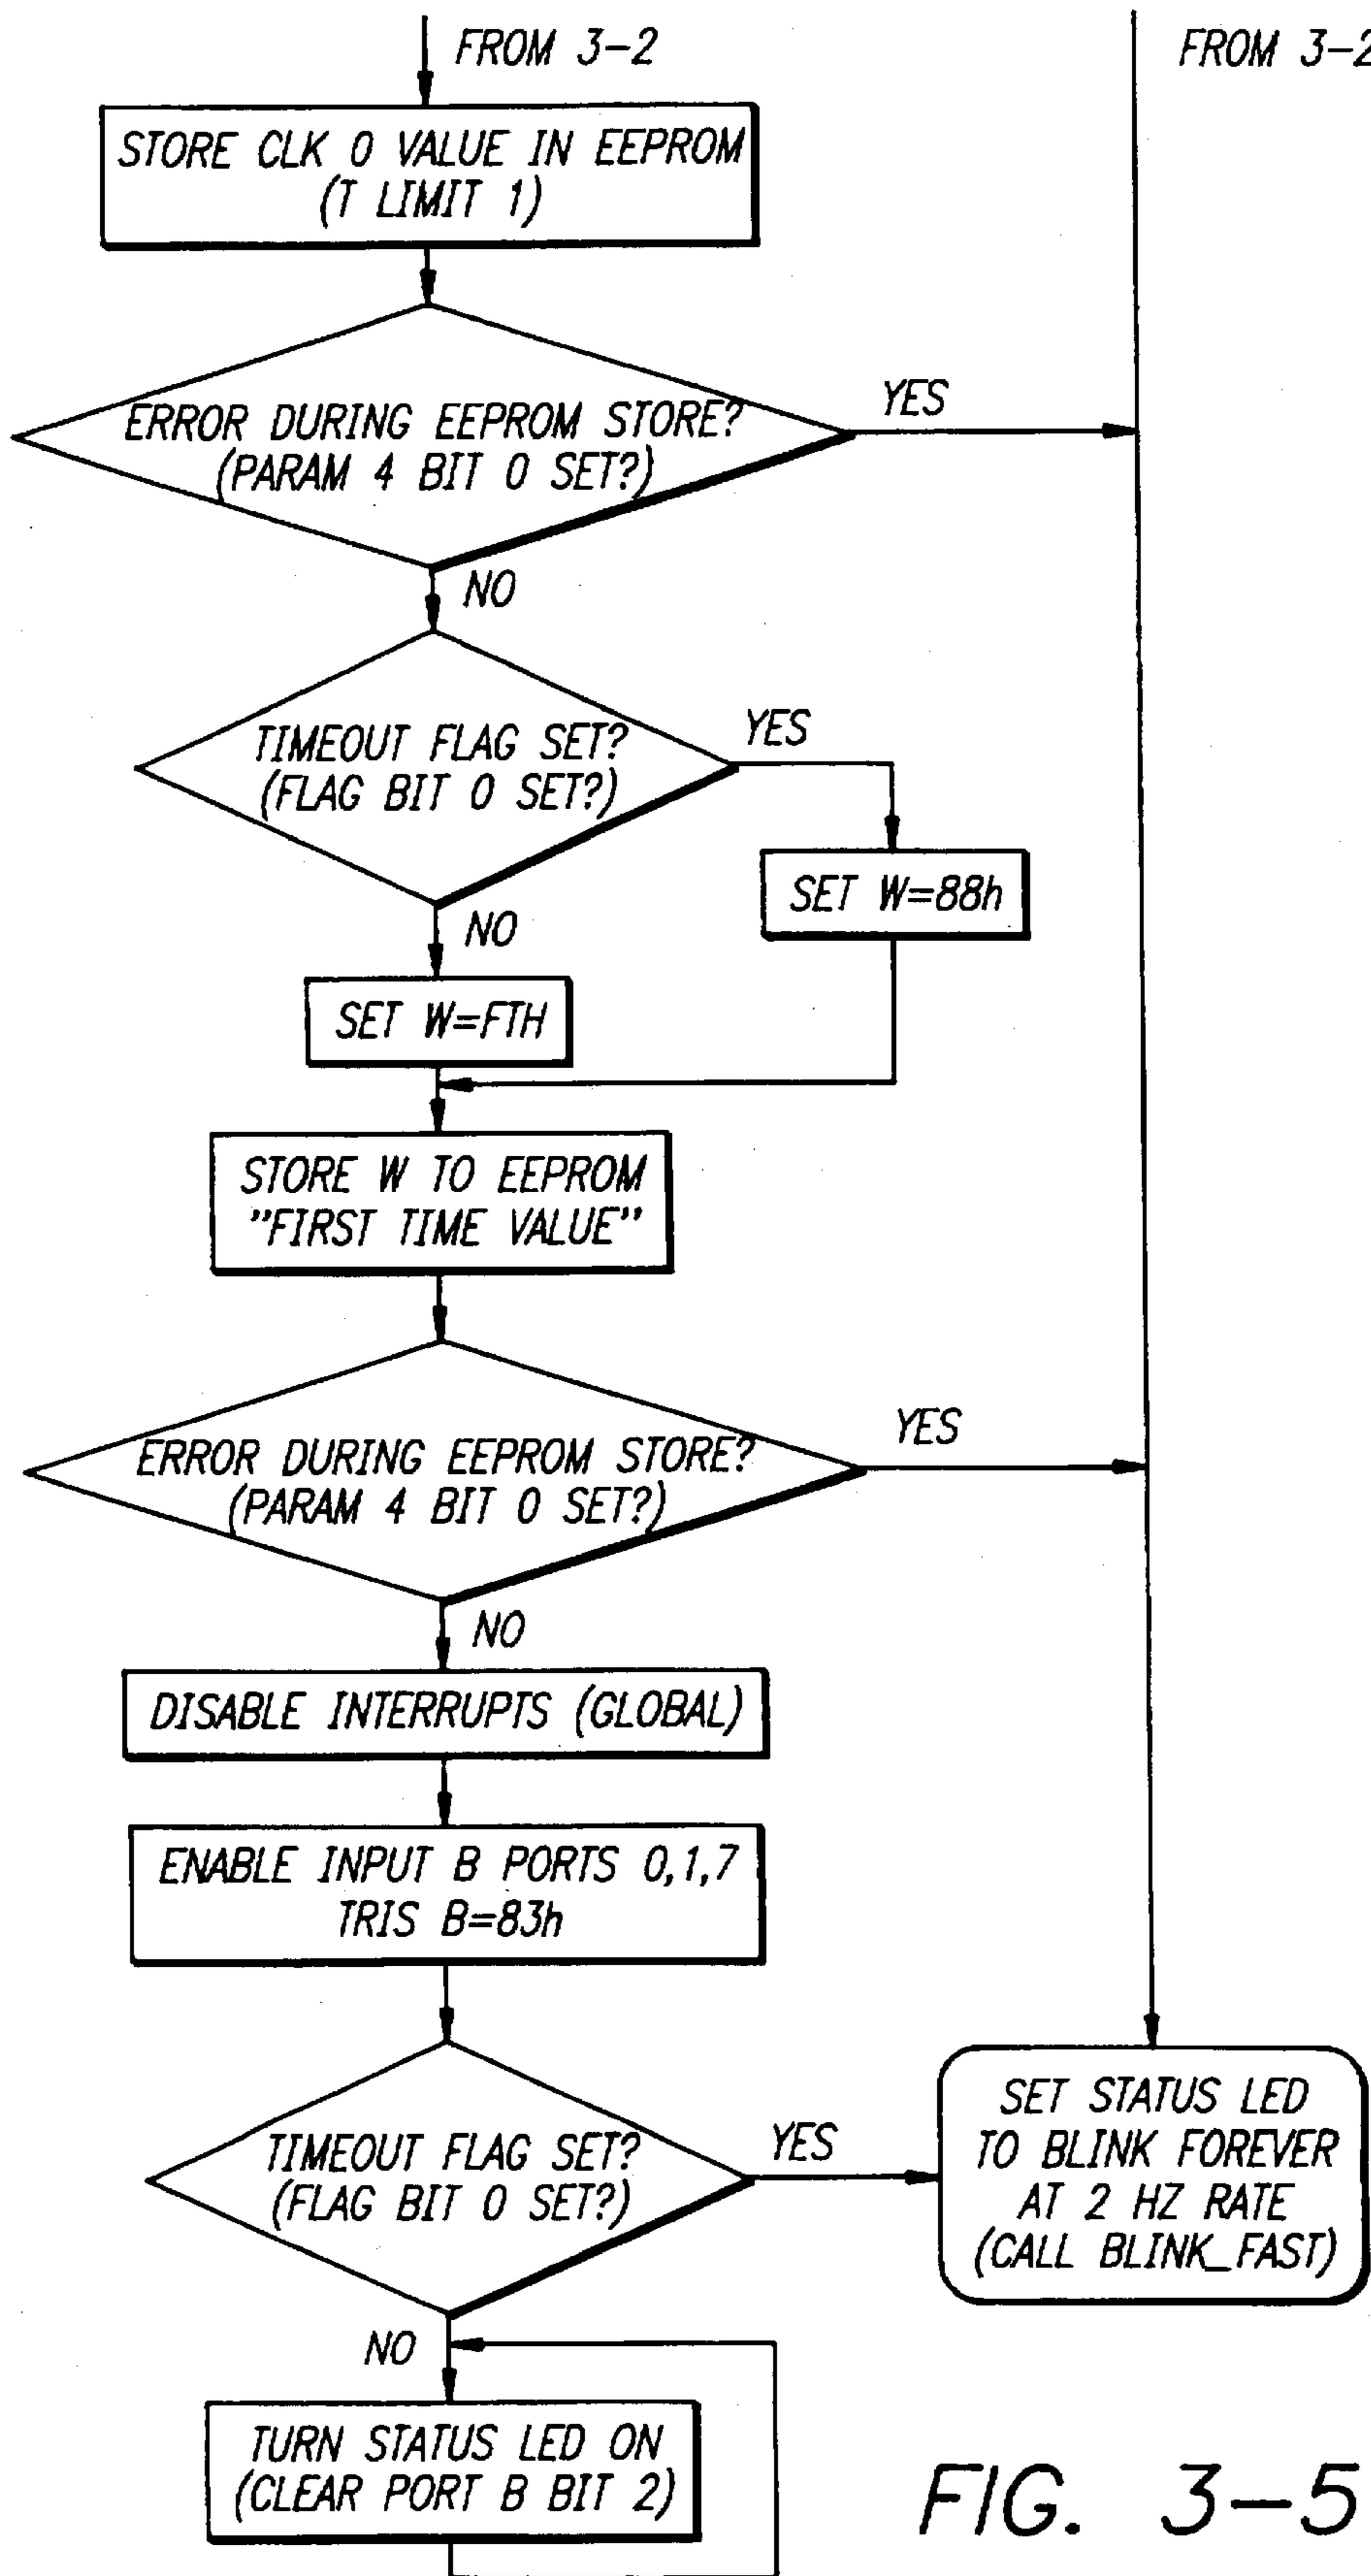 FROM 3-2
FROM 3-2
STORE CLK 0 VALUE IN EEPROM
(T LIMIT 1)
ERROR DURING EEPROM STORE?
(PARAM 4 BIT 0 SET?)
YES
NO
TIMEOUT FLAG SET?
(FLAG BIT 0 SET?)
YES
SET W=88h
NO
SET W=FTH
STORE W TO EEPROM
"FIRST TIME VALUE"
ERROR DURING EEPROM STORE?
(PARAM 4 BIT 0 SET?)
YES
NO
DISABLE INTERRUPTS (GLOBAL)
ENABLE INPUT B PORTS 0,1,7
TRIS B=83h
TIMEOUT FLAG SET?
(FLAG BIT 0 SET?)
YES
SET STATUS LED
TO BLINK FOREVER
AT 2 HZ RATE
(CALL BLINK_FAST)
NO
TURN STATUS LED ON
(CLEAR PORT B BIT 2)
FIG. 3-5